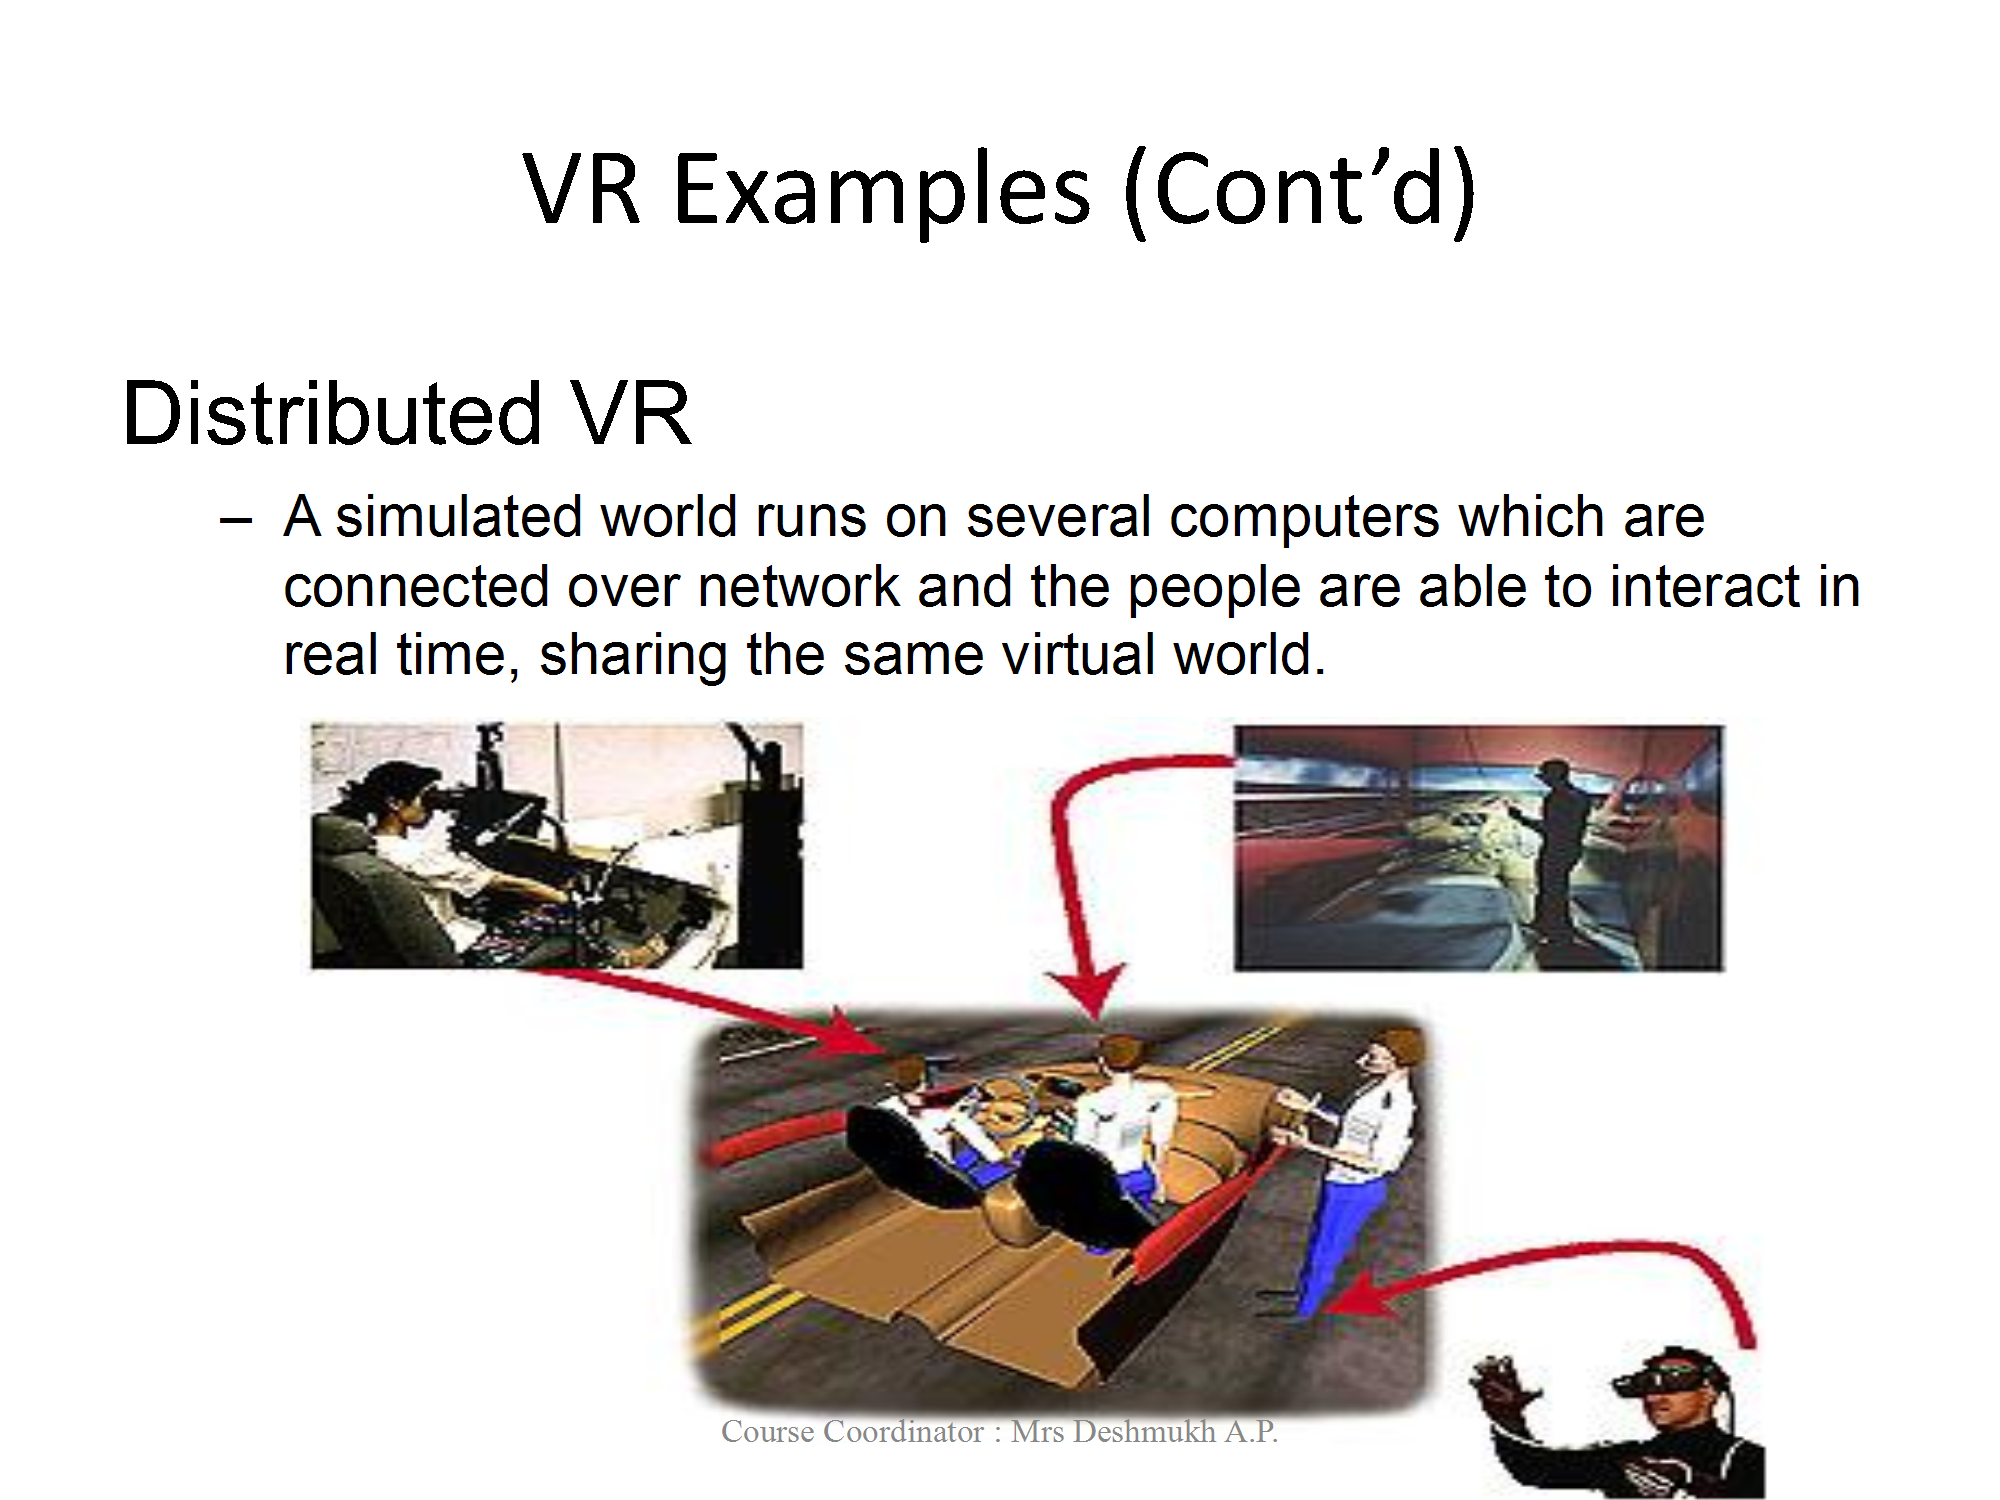 VR Examples (Cont’d)
Distributed VR
– A simulated world runs on several computers which are
connected over network and the people are able to interact in
real time, sharing the same virtual world.
Course Coordinator : Mrs Deshmukh A.P.